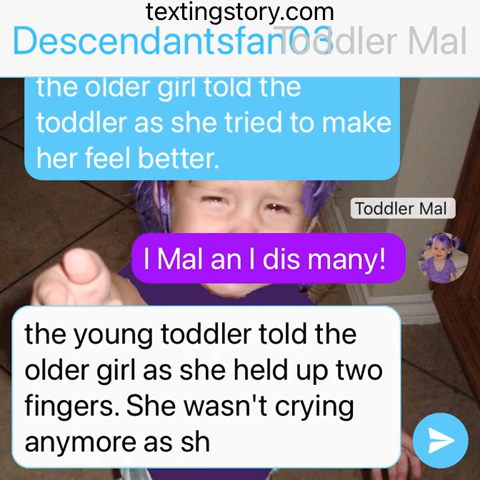 textingstory.com
Descendantsfan03 Toddler Mal
the older girl told the
toddler as she tried to make
her feel better.
Toddler Mal
I Mal an I dis many!
the young toddler told the
older girl as she held up two
fingers. She wasn't crying
anymore as sh